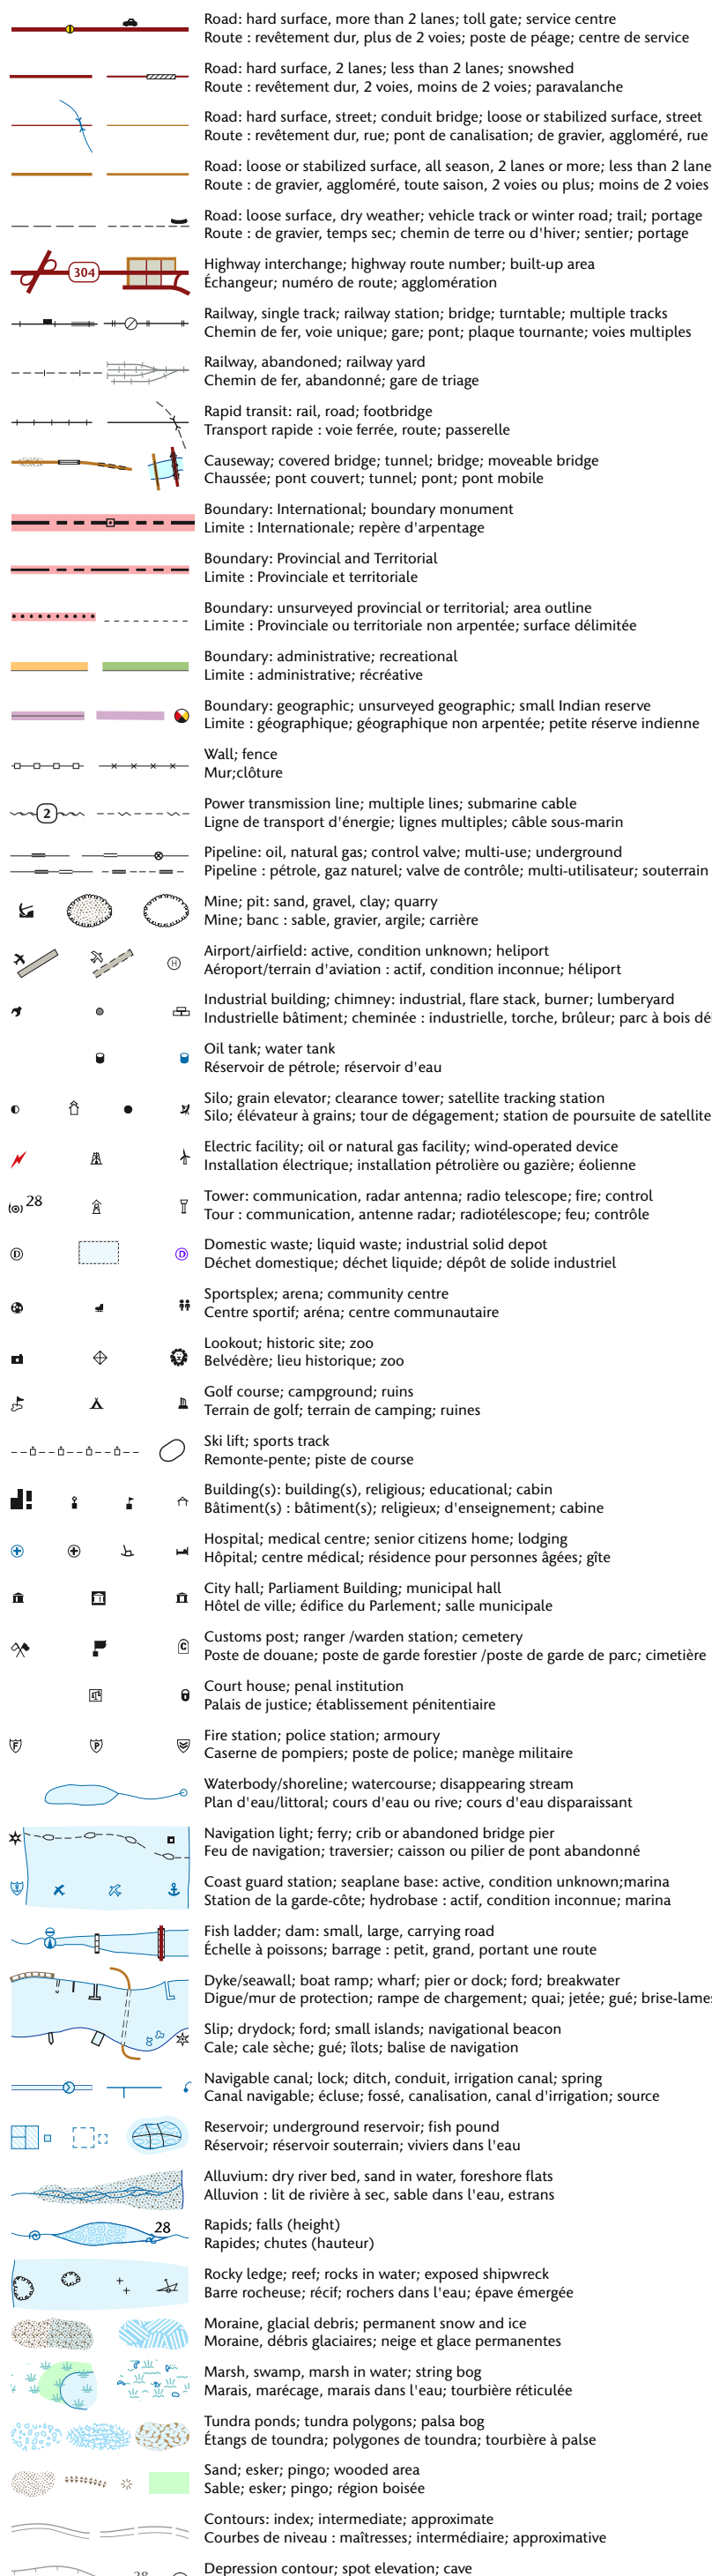 Road: hard surface, more than 2 lanes; toll gate; service centre
Route : revêtement dur, plus de 2 voies; poste de péage; centre de service
Road: hard surface, 2 lanes; less than 2 lanes; snowshed
Route : revêtement dur, 2 voies, moins de 2 voies; paravalanche
Road: hard surface, street; conduit bridge; loose or stabilized surface, street
Route : revêtement dur, rue; pont de canalisation; de gravier, aggloméré, rue
Road: loose or stabilized surface, all season, 2 lanes or more; less than 2 lane
Route : de gravier, aggloméré, toute saison, 2 voies ou plus; moins de 2 voies
Road: loose surface, dry weather; vehicle track or winter road; trail; portage
Route : de gravier, temps sec; chemin de terre ou d'hiver; sentier; portage
304
Highway interchange; highway route number; built-up area
Échangeur; numéro de route; agglomération
Railway, single track; railway station; bridge; turntable; multiple tracks
Chemin de fer, voie unique; gare; pont; plaque tournante; voies multiples
Railway, abandoned; railway yard
Chemin de fer, abandonné; gare de triage
Rapid transit: rail, road; footbridge
Transport rapide : voie ferrée, route; passerelle
Causeway; covered bridge; tunnel; bridge; moveable bridge
Chaussée; pont couvert; tunnel; pont; pont mobile
Boundary: International; boundary monument
Limite : Internationale; repère d'arpentage
Boundary: Provincial and Territorial
Limite : Provinciale et territoriale
Boundary: unsurveyed provincial or territorial; area outline
Limite : Provinciale ou territoriale non arpentée; surface délimitée
Boundary: administrative; recreational
Limite : administrative; récréative
Boundary: geographic; unsurveyed geographic; small Indian reserve
Limite : géographique; géographique non arpentée; petite réserve indienne
Wall; fence
Mur;clôture
2
Power transmission line; multiple lines; submarine cable
Ligne de transport d'énergie; lignes multiples; câble sous-marin
Pipeline: oil, natural gas; control valve; multi-use; underground
Pipeline : pétrole, gaz naturel; valve de contrôle; multi-utilisateur; souterrain
Mine; pit: sand, gravel, clay; quarry
Mine; banc : sable, gravier, argile; carrière
H
Airport/airfield: active, condition unknown; heliport
Aéroport/terrain d'aviation : actif, condition inconnue; héliport
Industrial building; chimney: industrial, flare stack, burner; lumberyard
Industrielle bâtiment; cheminée : industrielle, torche, brûleur; parc à bois dé
Oil tank; water tank
Réservoir de pétrole; réservoir d'eau
Silo; grain elevator; clearance tower; satellite tracking station
Silo; élévateur à grains; tour de dégagement; station de poursuite de satellite
Electric facility; oil or natural gas facility; wind-operated device
Installation électrique; installation pétrolière ou gazière; éolienne
28
Tower: communication, radar antenna; radio telescope; fire; control
Tour : communication, antenne radar; radiotélescope; feu; contrôle
D D
Domestic waste; liquid waste; industrial solid depot
Déchet domestique; déchet liquide; dépôt de solide industriel
Sportsplex; arena; community centre
Centre sportif; aréna; centre communautaire
Lookout; historic site; zoo
Belvédère; lieu historique; zoo
Golf course; campground; ruins
Terrain de golf; terrain de camping; ruines
Ski lift; sports track
Remonte-pente; piste de course
Building(s): building(s), religious; educational; cabin
Bâtiment(s) : bâtiment(s); religieux; d'enseignement; cabine
Hospital; medical centre; senior citizens home; lodging
Hôpital; centre médical; résidence pour personnes âgées; gîte
City hall; Parliament Building; municipal hall
Hôtel de ville; édifice du Parlement; salle municipale
C
Customs post; ranger /warden station; cemetery
Poste de douane; poste de garde forestier /poste de garde de parc; cimetière
Court house; penal institution
Palais de justice; établissement pénitentiaire
F P
Fire station; police station; armoury
Caserne de pompiers; poste de police; manège militaire
Waterbody/shoreline; watercourse; disappearing stream
Plan d'eau/littoral; cours d'eau ou rive; cours d'eau disparaissant
Navigation light; ferry; crib or abandoned bridge pier
Feu de navigation; traversier; caisson ou pilier de pont abandonné
Coast guard station; seaplane base: active, condition unknown;marina
Station de la garde-côte; hydrobase : actif, condition inconnue; marina
Fish ladder; dam: small, large, carrying road
Échelle à poissons; barrage : petit, grand, portant une route
Dyke/seawall; boat ramp; wharf; pier or dock; ford; breakwater
Digue/mur de protection; rampe de chargement; quai; jetée; gué; brise-lames
Slip; drydock; ford; small islands; navigational beacon
Cale; cale sèche; gué; îlots; balise de navigation
Navigable canal; lock; ditch, conduit, irrigation canal; spring
Canal navigable; écluse; fossé, canalisation, canal d'irrigation; source
Reservoir; underground reservoir; fish pound
Réservoir; réservoir souterrain; viviers dans l'eau
Alluvium: dry river bed, sand in water, foreshore flats
Alluvion : lit de rivière à sec, sable dans l'eau, estrans
28
Rapids; falls (height)
Rapides; chutes (hauteur)
Rocky ledge; reef; rocks in water; exposed shipwreck
Barre rocheuse; récif; rochers dans l'eau; épave émergée
Moraine, glacial debris; permanent snow and ice
Moraine, débris glaciaires; neige et glace permanentes
Marsh, swamp, marsh in water; string bog
Marais, marécage, marais dans l'eau; tourbière réticulée
Tundra ponds; tundra polygons; palsa bog
Étangs de toundra; polygones de toundra; tourbière à palse
Sand; esker; pingo; wooded area
Sable; esker; pingo; région boisée
Contours: index; intermediate; approximate
Courbes de niveau : maîtresses; intermédiaire; approximative
Depression contour; spot elevation; cave